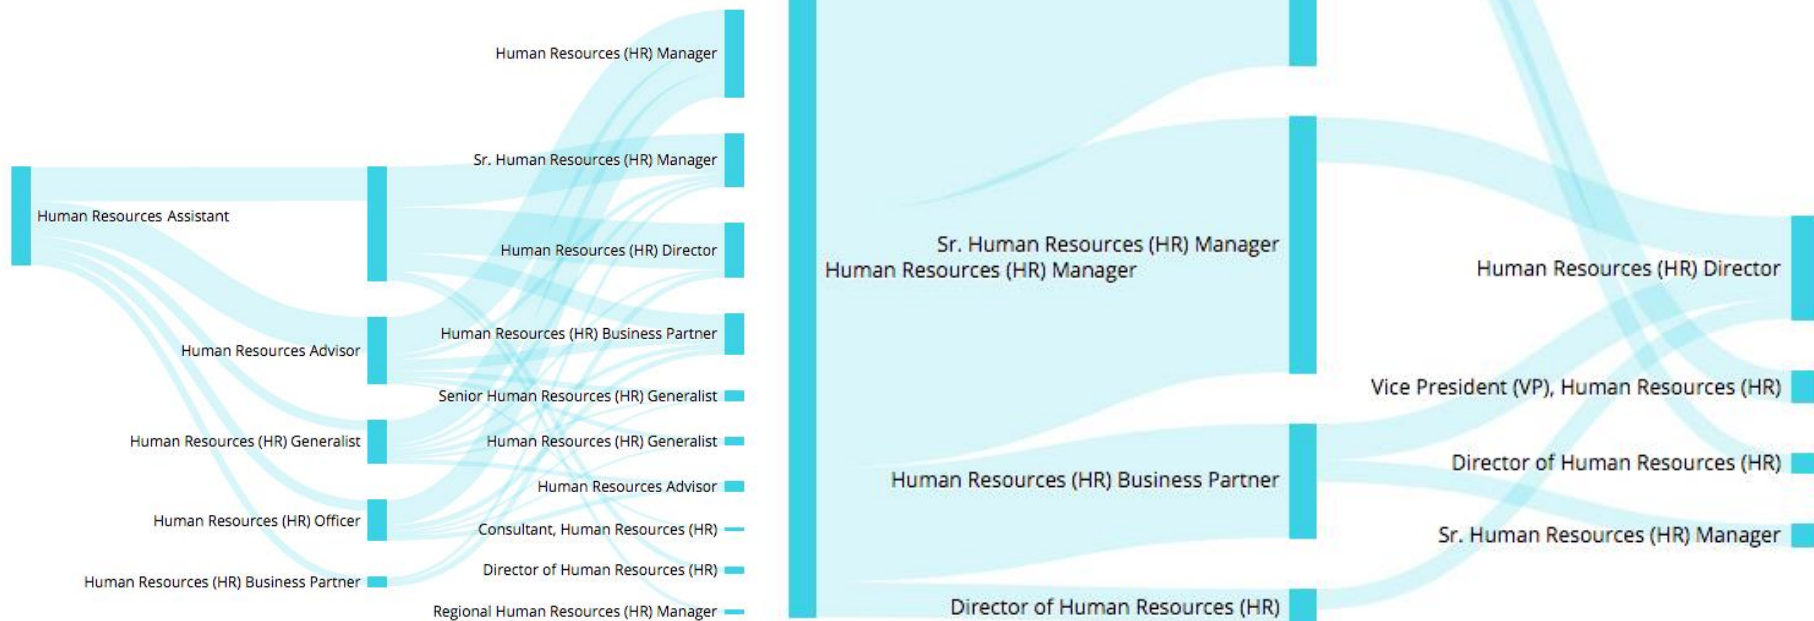 Human Resources Assistant
Human Resources Advisor
Human Resources (HR) Generalist
Human Resources (HR) Officer
Human Resources (HR) Business Partner
Human Resources (HR) Manager
Sr. Human Resources (HR) Manager
Human Resources (HR) Director
Human Resources (HR) Business Partner
Senior Human Resources (HR) Generalist
Human Resources (HR) Generalist
Human Resources Advisor
Consultant, Human Resources (HR)
Director of Human Resources (HR)
Regional Human Resources (HR) Manager
Sr. Human Resources (HR) Manager
Human Resources (HR) Manager
Human Resources (HR) Business Partner
Director of Human Resources (HR)
Human Resources (HR) Director
Vice President (VP), Human Resources (HR)
Director of Human Resources (HR)
Sr. Human Resources (HR) Manager